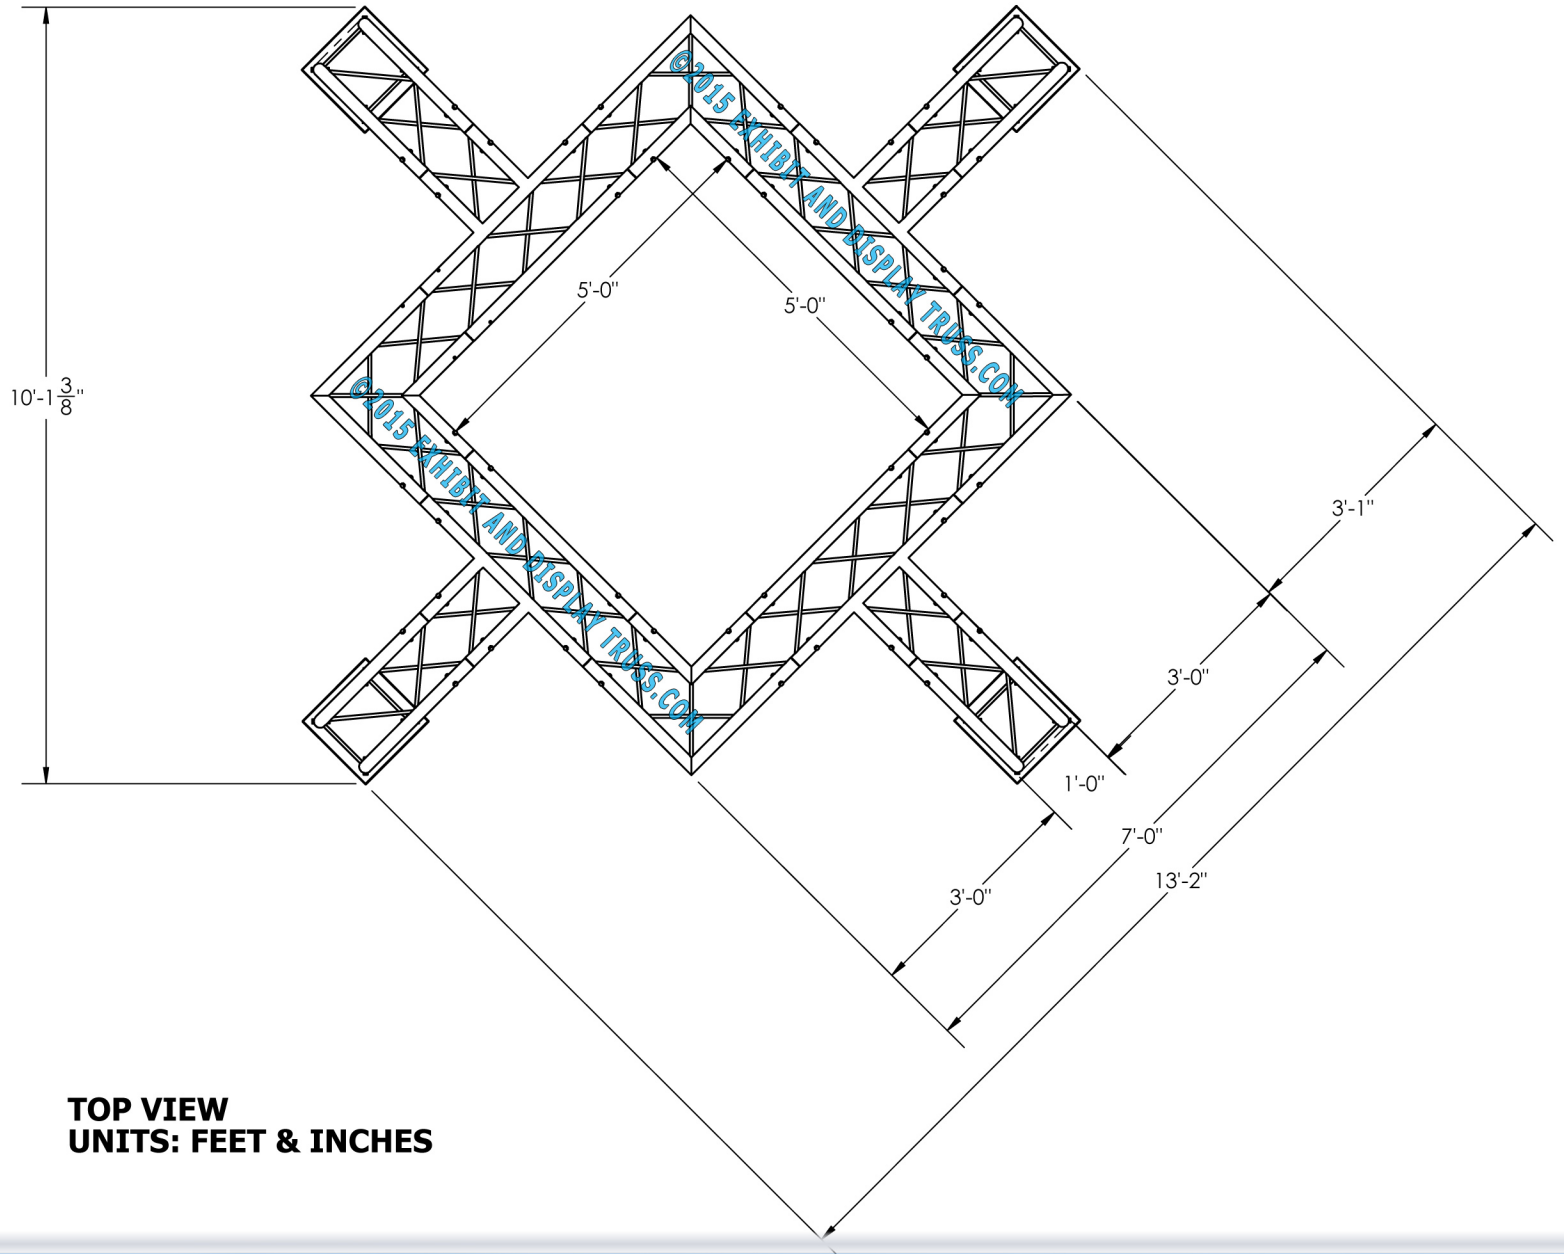 ©2015 EXHIBIT AND DISPLAY TRUSS.COM
5'-0"
5'-0"
10'-1 3/8"
©2015 EXHIBIT AND DISPLAY TRUSS.COM
3'-1"
3'-0"
1'-0"
7'-0"
13'-2"
3'-0"
TOP VIEW
UNITS: FEET & INCHES